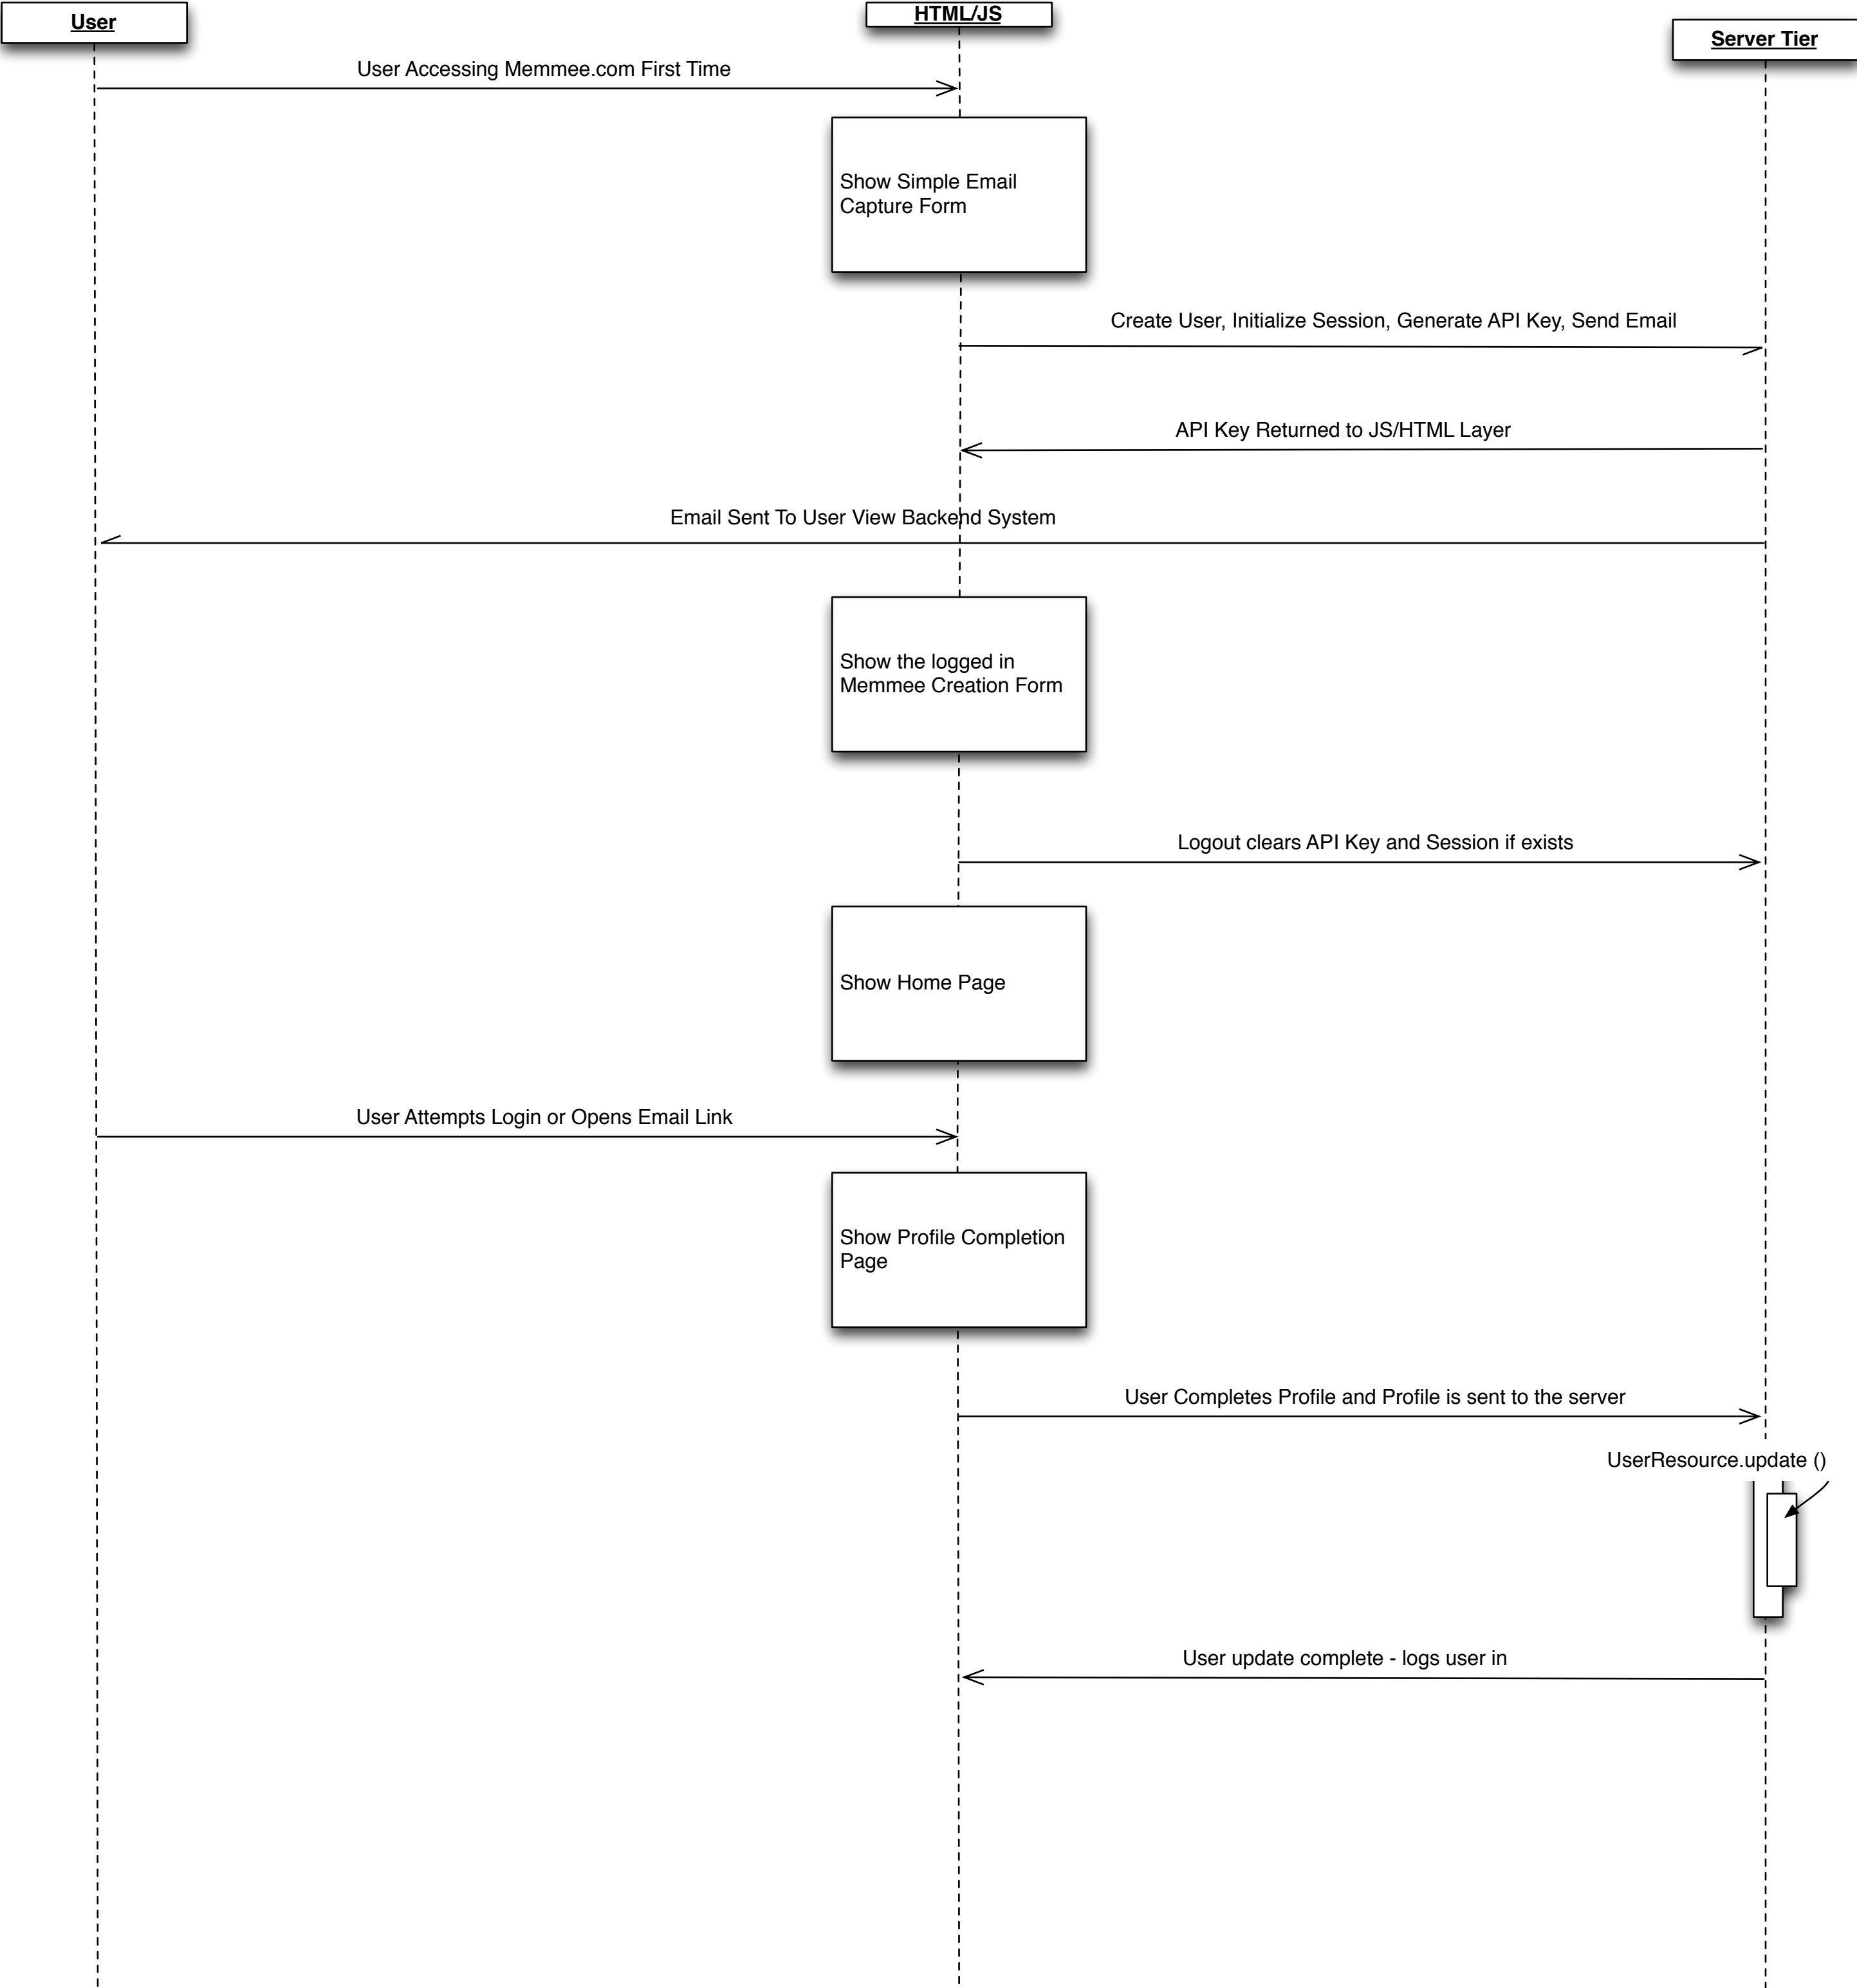 User
HTML/JS
Server Tier
User Accessing Memmee.com First Time
Show Simple Email
Capture Form
Create User, Initialize Session, Generate API Key, Send Email
API Key Returned to JS/HTML Layer
Email Sent To User View Backend System
Show the logged in
Memmee Creation Form
Logout clears API Key and Session if exists
Show Home Page
User Attempts Login or Opens Email Link
Show Profile Completion
Page
User Completes Profile and Profile is sent to the server
UserResource.update ()
User update complete - logs user in